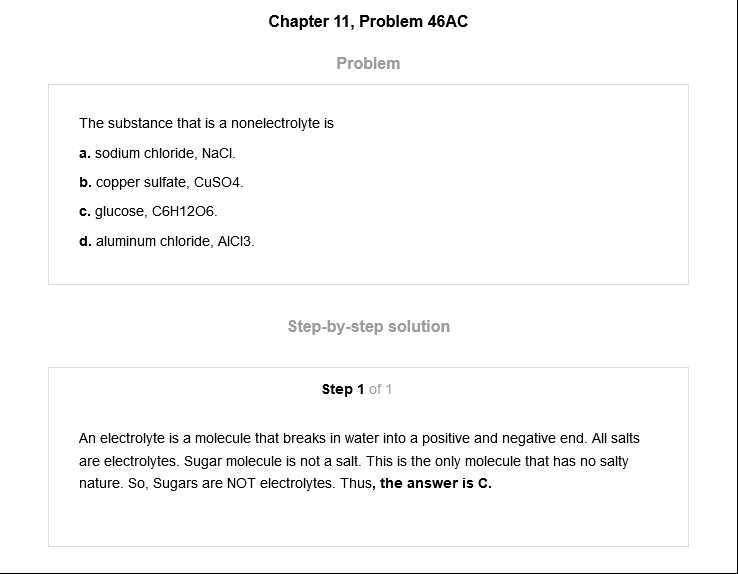 Chapter 11, Problem 46AC
Problem
The substance that is a nonelectrolyte is
a. sodium chloride, NaCl.
b. copper sulfate, CuSO4.
c. glucose, C6H12O6.
d. aluminum chloride, AlCl3.
Step-by-step solution
Step 1 of 1
An electrolyte is a molecule that breaks in water into a positive and negative end. All salts
are electrolytes. Sugar molecule is not a salt. This is the only molecule that has no salty
nature. So, Sugars are NOT electrolytes. Thus, the answer is C.